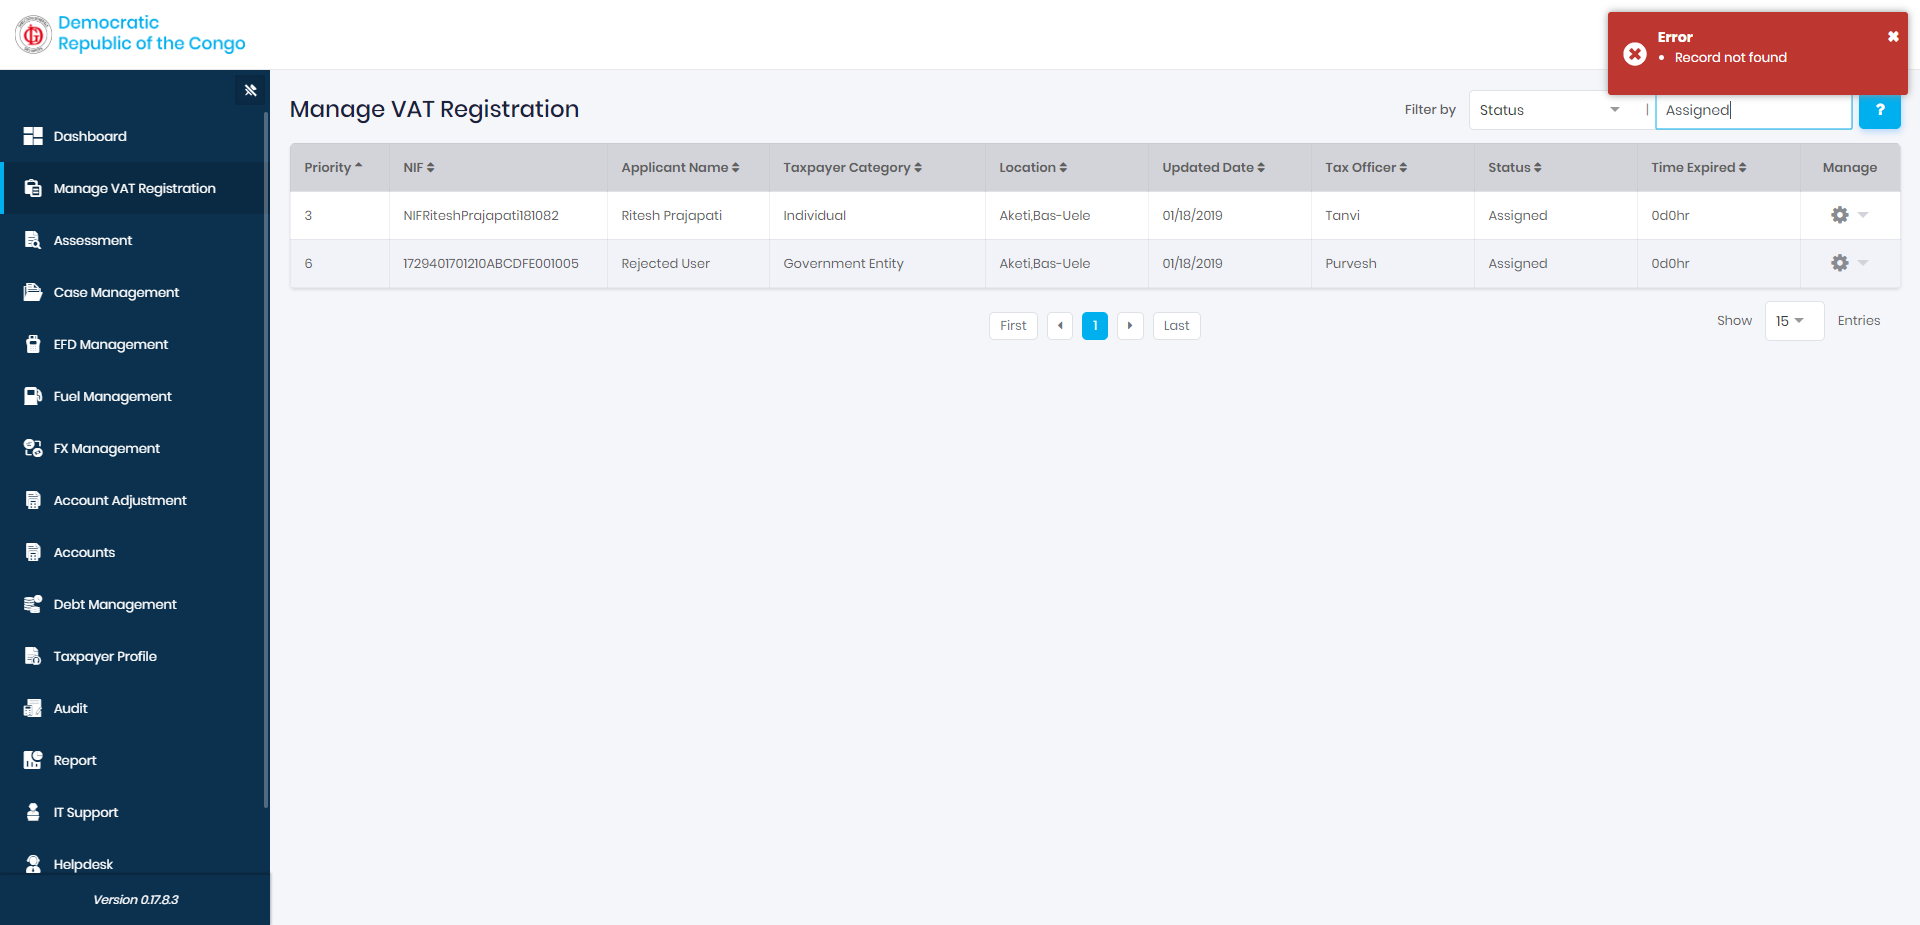 Democratic
Republic of the Congo
Error
• Record not found
Manage VAT Registration
Filter by Status | Assigned ?
Priority NIF Applicant Name Taxpayer Category Location Updated Date Tax Officer Status Time Expired Manage
3 NIFRiteshPrajapati181082 Ritesh Prajapati Individual Aketi,Bas-Uele 01/18/2019 Tanvi Assigned 0d0hr
6 1729401701210ABCDFE001005 Rejected User Government Entity Aketi,Bas-Uele 01/18/2019 Purvesh Assigned 0d0hr
First 1 Last
Show 15 Entries
Dashboard
Manage VAT Registration
Assessment
Case Management
EFD Management
Fuel Management
FX Management
Account Adjustment
Accounts
Debt Management
Taxpayer Profile
Audit
Report
IT Support
Helpdesk
Version 0.17.8.3